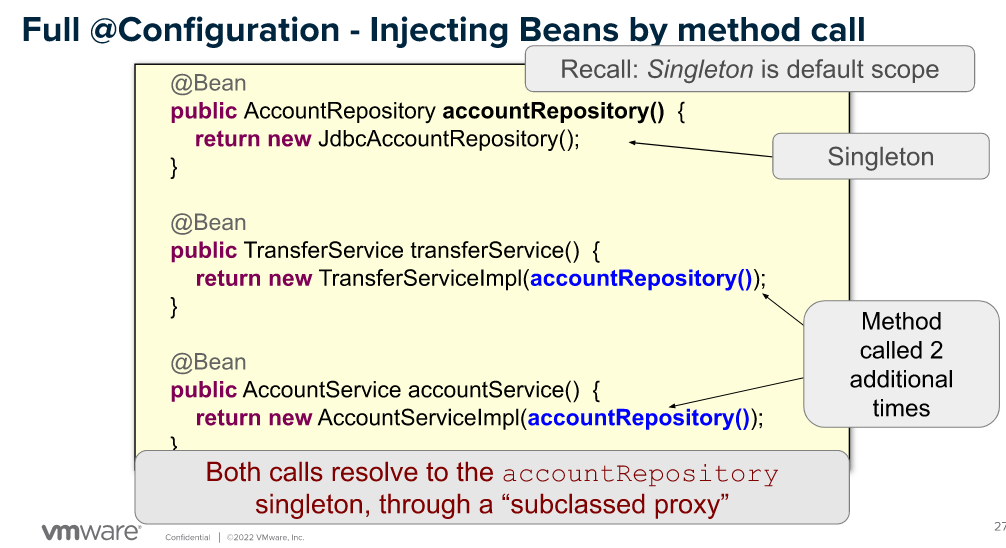 Full @Configuration - Injecting Beans by method call
Recall: Singleton is default scope
@Bean
public AccountRepository accountRepository() {
return new JdbcAccountRepository();
}
Singleton
@Bean
public TransferService transferService() {
return new TransferServiceImpl(accountRepository());
}
Method
called 2
additional
times
@Bean
public AccountService accountService() {
return new AccountServiceImpl(accountRepository());
}
Both calls resolve to the accountRepository
singleton, through a “subclassed proxy”
vmware®
Confidential | ©2022 VMware, Inc.
27